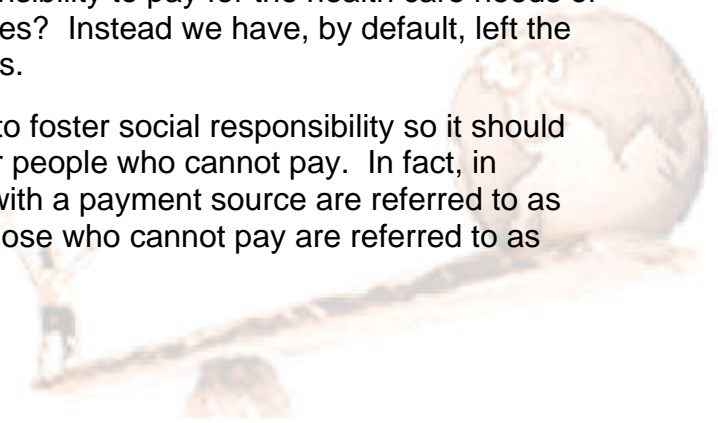 nsibility to pay for the health care needs of
es? Instead we have, by default, left the
s.
to foster social responsibility so it should
r people who cannot pay. In fact, in
with a payment source are referred to as
ose who cannot pay are referred to as